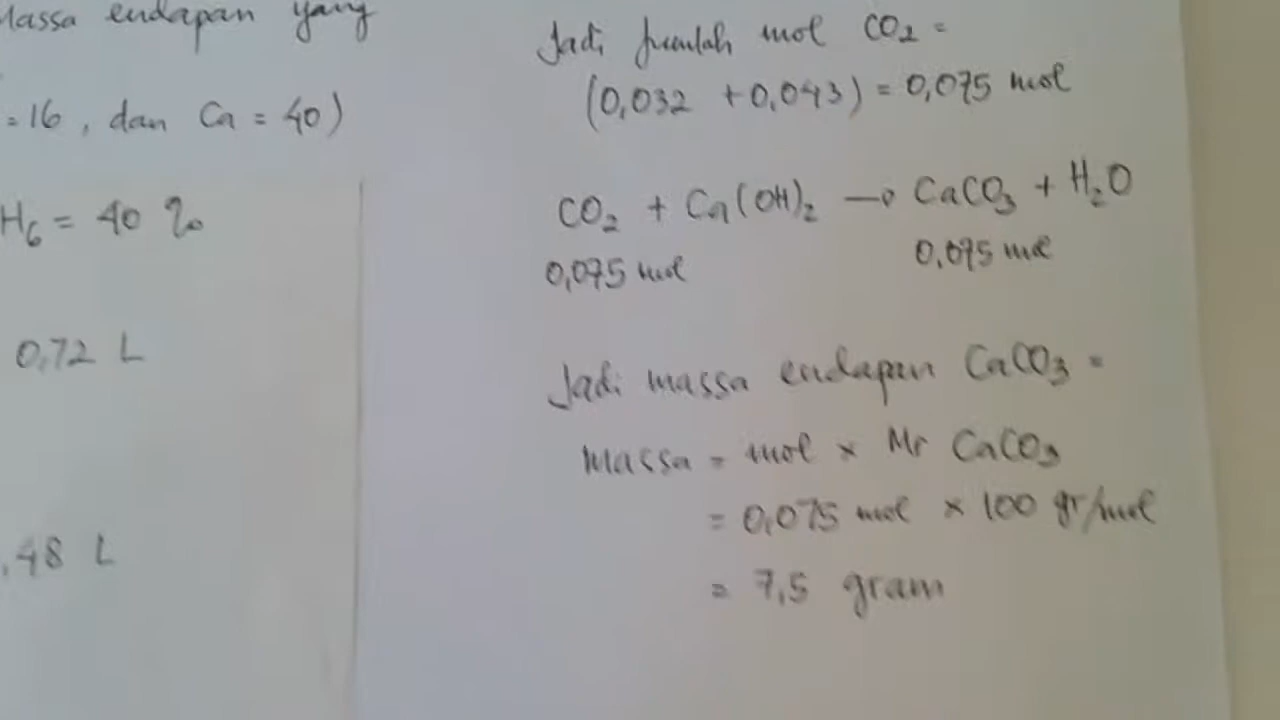 Massa endapan yang
=16, dan Ca = 40)
H₆ = 40 %
0,72 L
,48 L
Jadi jumlah mol CO₂ =
(0,032 + 0,043) = 0,075 mol
CO₂ + Ca(OH)₂ → CaCO₃ + H₂O
0,075 mol 0,075 mol
Jadi massa endapan CaCO₃ =
massa = mol × Mr CaCO₃
= 0,075 mol × 100 gr/mol
= 7,5 gram